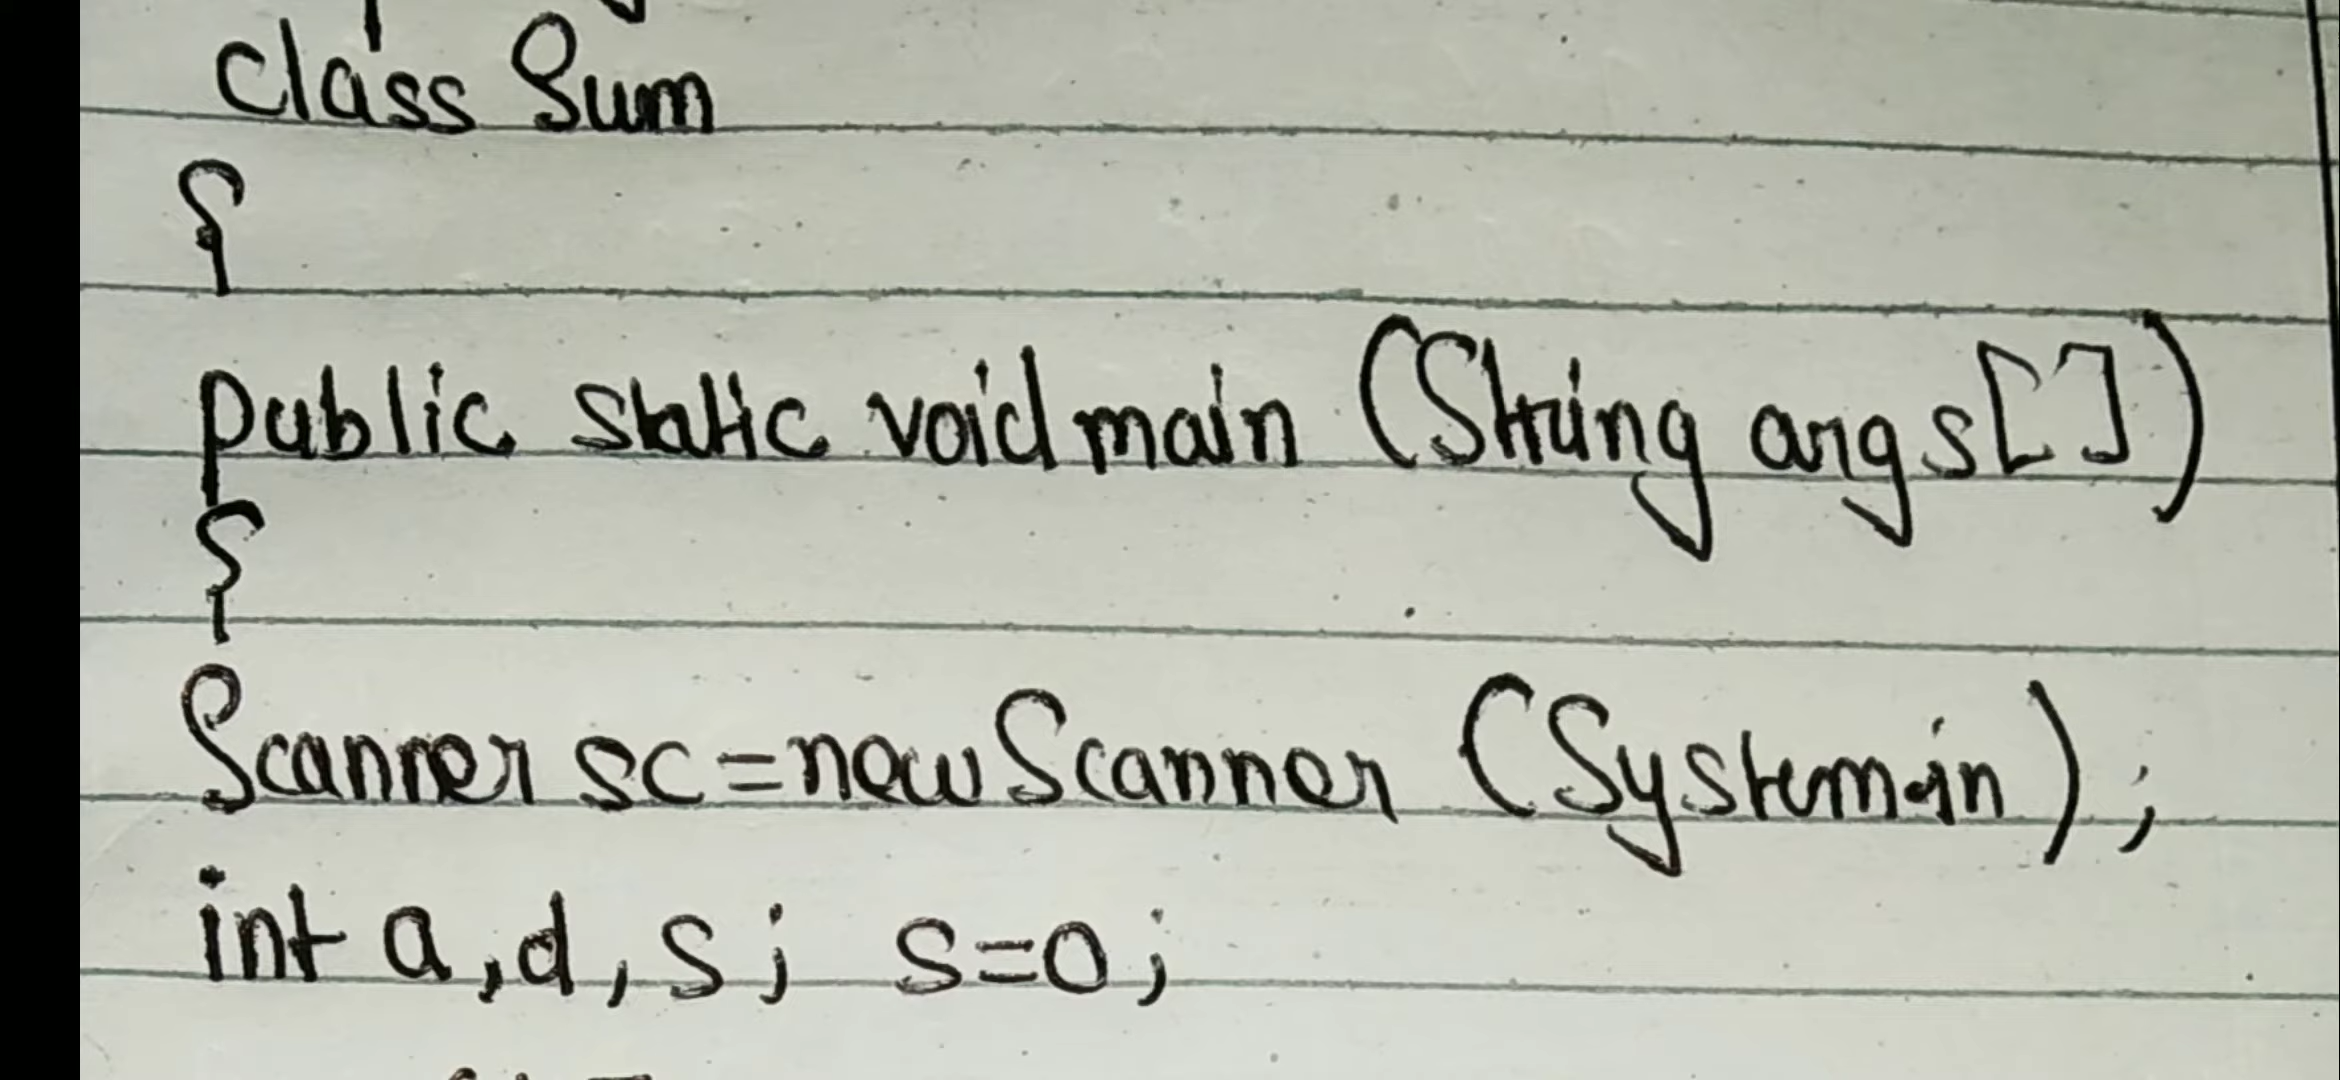 class Sum
{
public static void main (String args[])
{
Scanner sc=new Scanner (System.in);
int a,d,s; s=0;